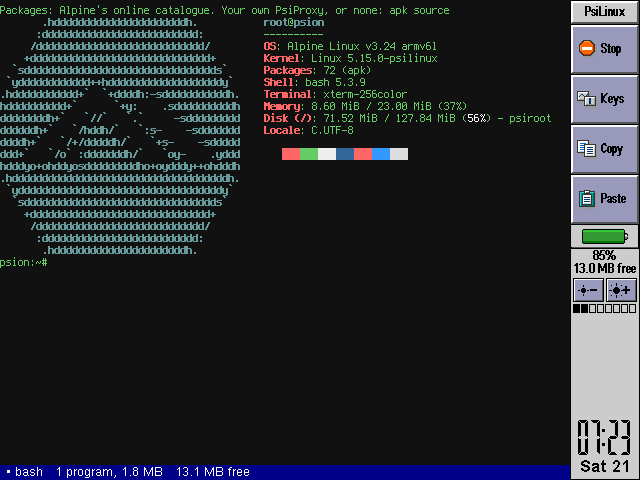 Packages: Alpine's online catalogue. Your own PsiProxy, or none: apk source
root@psion
----------
OS: Alpine Linux v3.24 armv6l
Kernel: Linux 5.15.0-psilinux
Packages: 72 (apk)
Shell: bash 5.3.9
Terminal: xterm-256color
Memory: 8.60 MiB / 23.00 MiB (37%)
Disk (/): 71.52 MiB / 127.84 MiB (56%) - psiroot
Locale: C.UTF-8
psion:~#
• bash 1 program, 1.8 MB 13.1 MB free
PsiLinux
Stop
Keys
Copy
Paste
85%
13.0 MB free
07:23
Sat 21